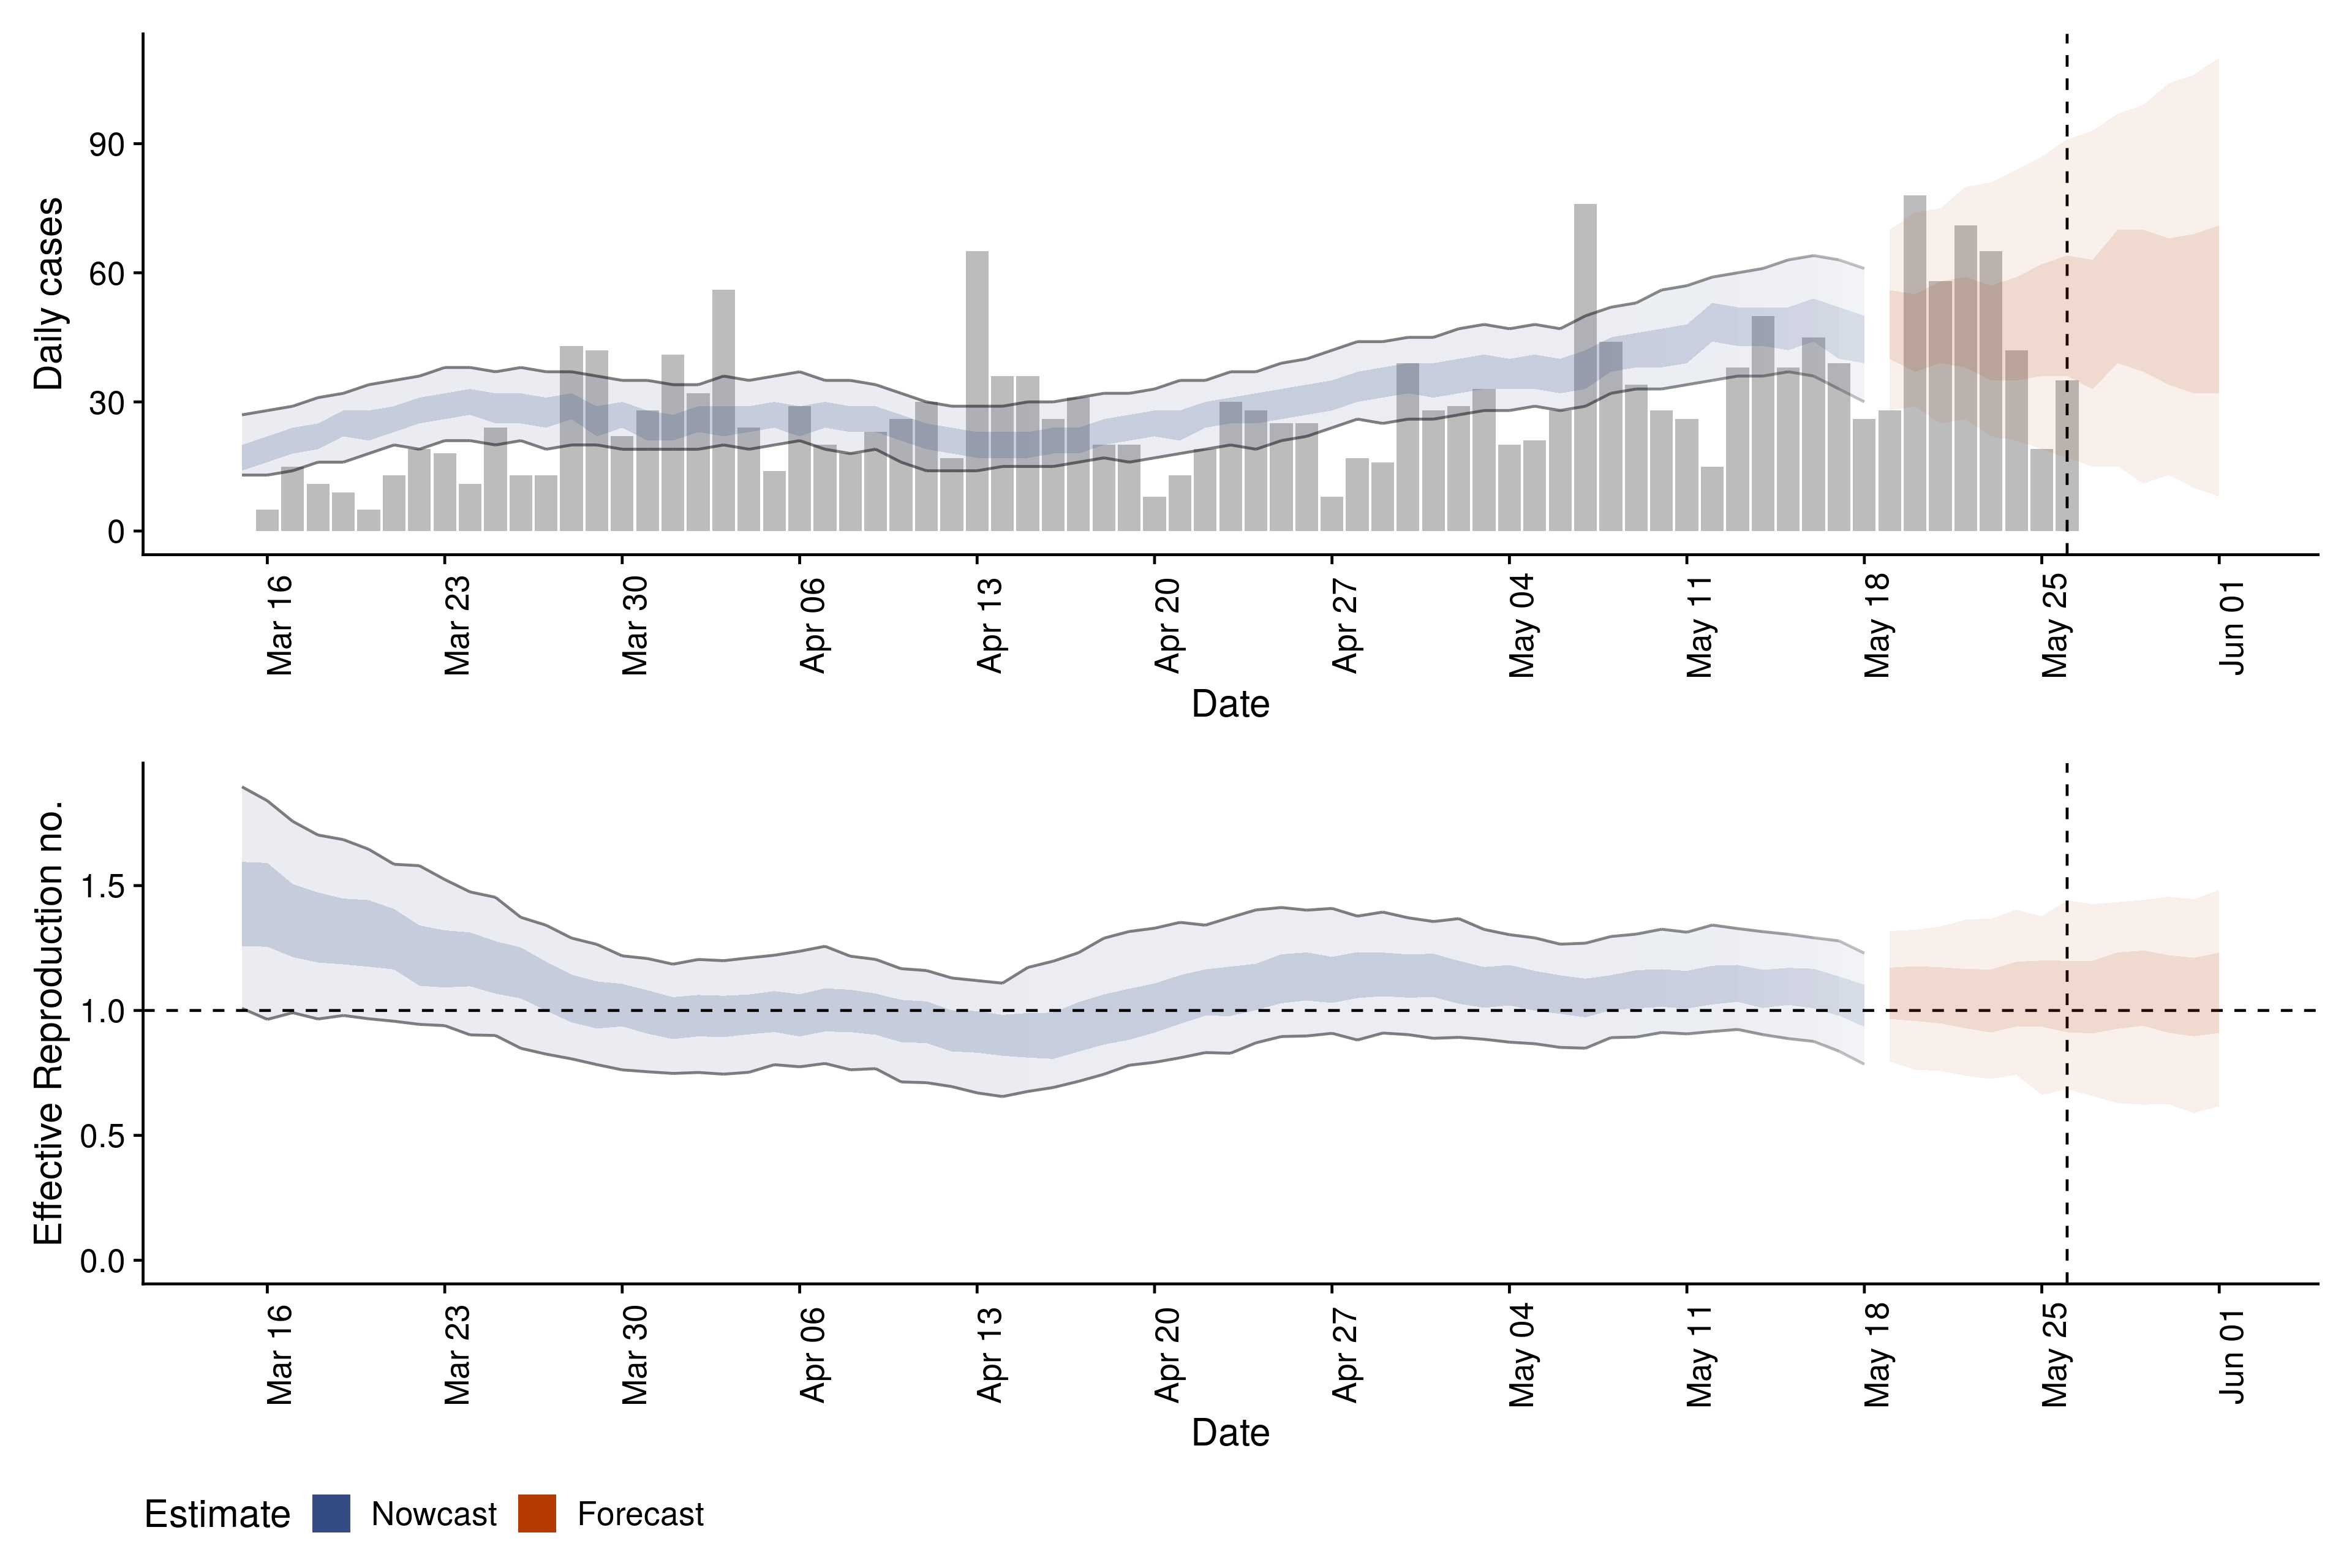 Daily cases
90
60
30
0
Mar 16
Mar 23
Mar 30
Apr 06
Apr 13
Apr 20
Apr 27
May 04
May 11
May 18
May 25
Jun 01
Date
Effective Reproduction no.
1.5
1.0
0.5
0.0
Mar 16
Mar 23
Mar 30
Apr 06
Apr 13
Apr 20
Apr 27
May 04
May 11
May 18
May 25
Jun 01
Date
Estimate Nowcast Forecast